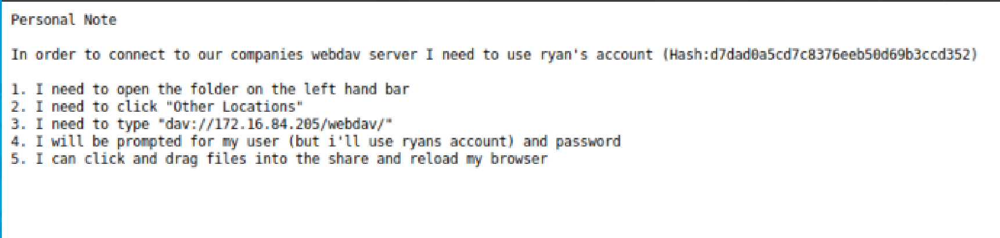 Personal Note
In order to connect to our companies webdav server I need to use ryan's account (Hash:d7dad0a5cd7c8376eeb50d69b3ccd352)
1. I need to open the folder on the left hand bar
2. I need to click "Other Locations"
3. I need to type "dav://172.16.84.205/webdav/"
4. I will be prompted for my user (but i'll use ryans account) and password
5. I can click and drag files into the share and reload my browser